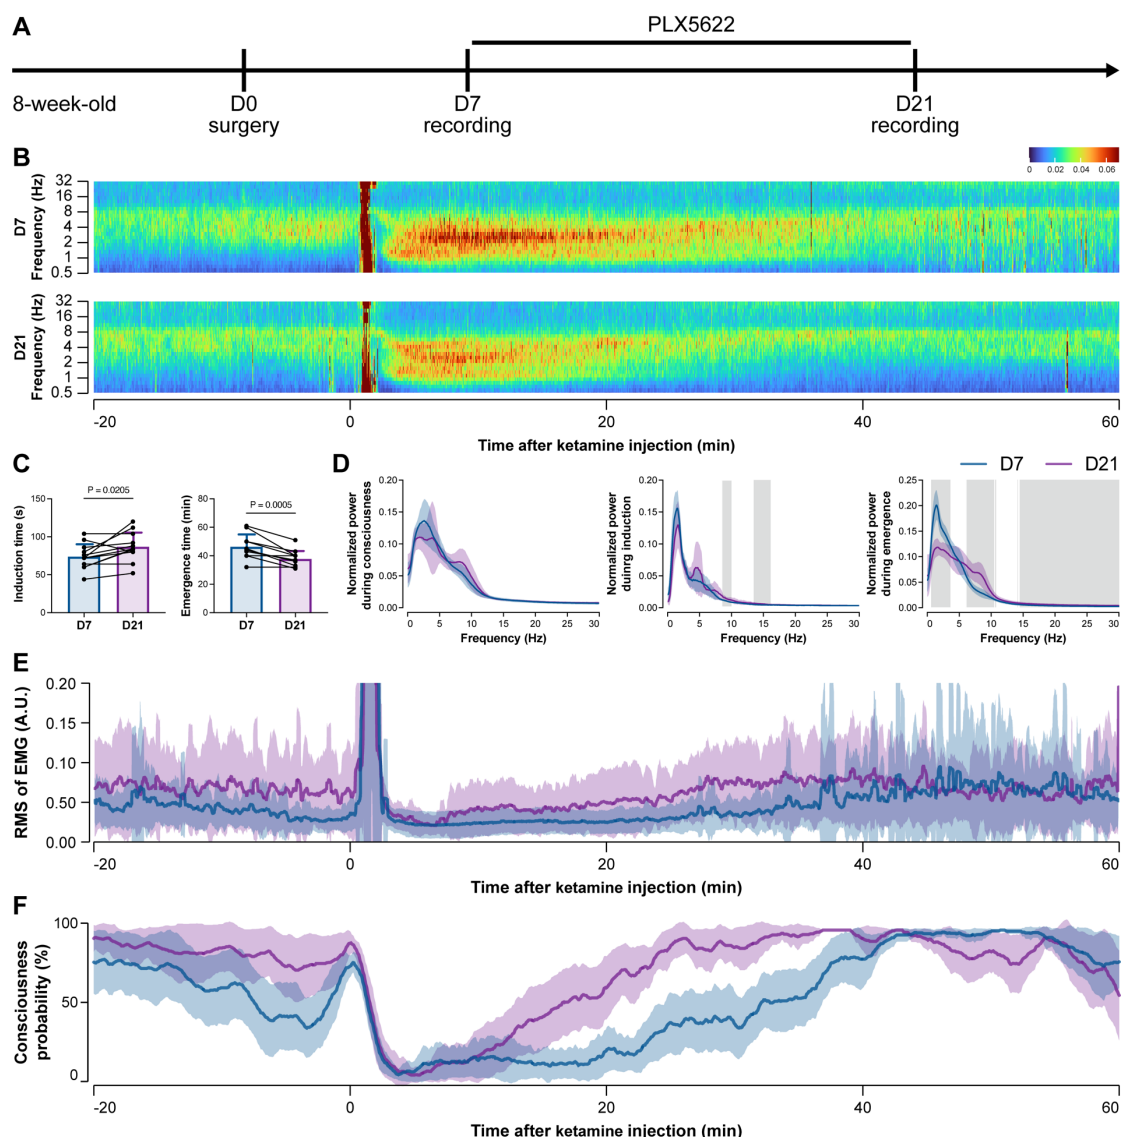 A
PLX5622
8-week-old
D0
surgery
D7
recording
D21
recording
B
0 0.02 0.04 0.06
D7
Frequency (Hz)
32
16
8
4
2
1
0.5
D21
Frequency (Hz)
32
16
8
4
2
1
0.5
-20 0 20 40 60
Time after ketamine injection (min)
C
Induction time (s)
150
100
50
0
P = 0.0205
D7 D21
Emergence time (min)
80
60
40
20
0
P = 0.0005
D7 D21
D
D7 D21
Normalized power
during consciousness
0.20
0.15
0.10
0.05
0.00
0 5 10 15 20 25 30
Frequency (Hz)
Normalized power
duinrg induction
0.20
0.15
0.10
0.05
0.00
0 5 10 15 20 25 30
Frequency (Hz)
Normalized power
during emergence
0.25
0.20
0.15
0.10
0.05
0.00
0 5 10 15 20 25 30
Frequency (Hz)
E
RMS of EMG (A.U.)
0.20
0.15
0.10
0.50
0.00
-20 0 20 40 60
Time after ketamine injection (min)
F
Consciousness
probability (%)
100
50
0
-20 0 20 40 60
Time after ketamine injection (min)